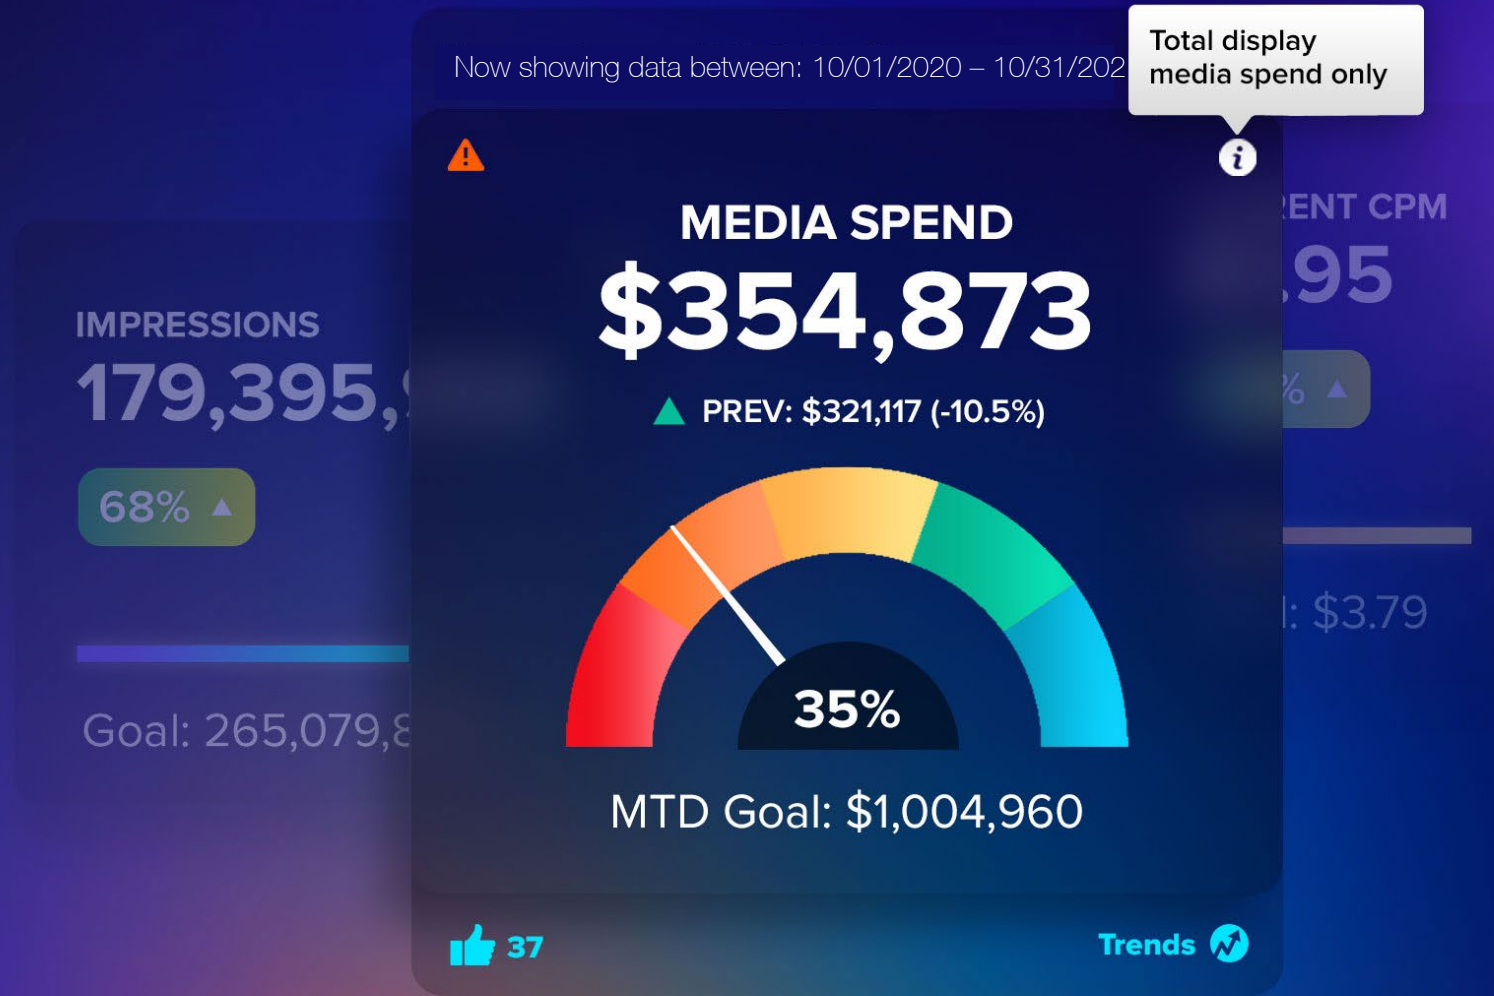 Total display
media spend only
Now showing data between: 10/01/2020 – 10/31/202
MEDIA SPEND
$354,873
PREV: $321,117 (-10.5%)
35%
MTD Goal: $1,004,960
37
Trends
IMPRESSIONS
179,395,
68%
Goal: 265,079,8
RENT CPM
.95
%
: $3.79